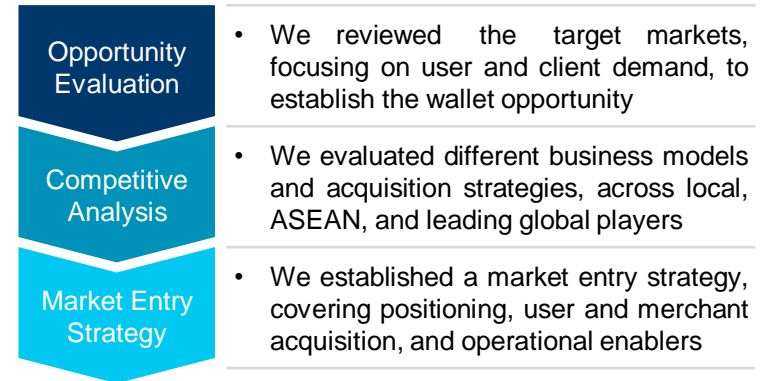 Opportunity
Evaluation
• We reviewed the target markets,
focusing on user and client demand, to
establish the wallet opportunity
Competitive
Analysis
• We evaluated different business models
and acquisition strategies, across local,
ASEAN, and leading global players
Market Entry
Strategy
• We established a market entry strategy,
covering positioning, user and merchant
acquisition, and operational enablers